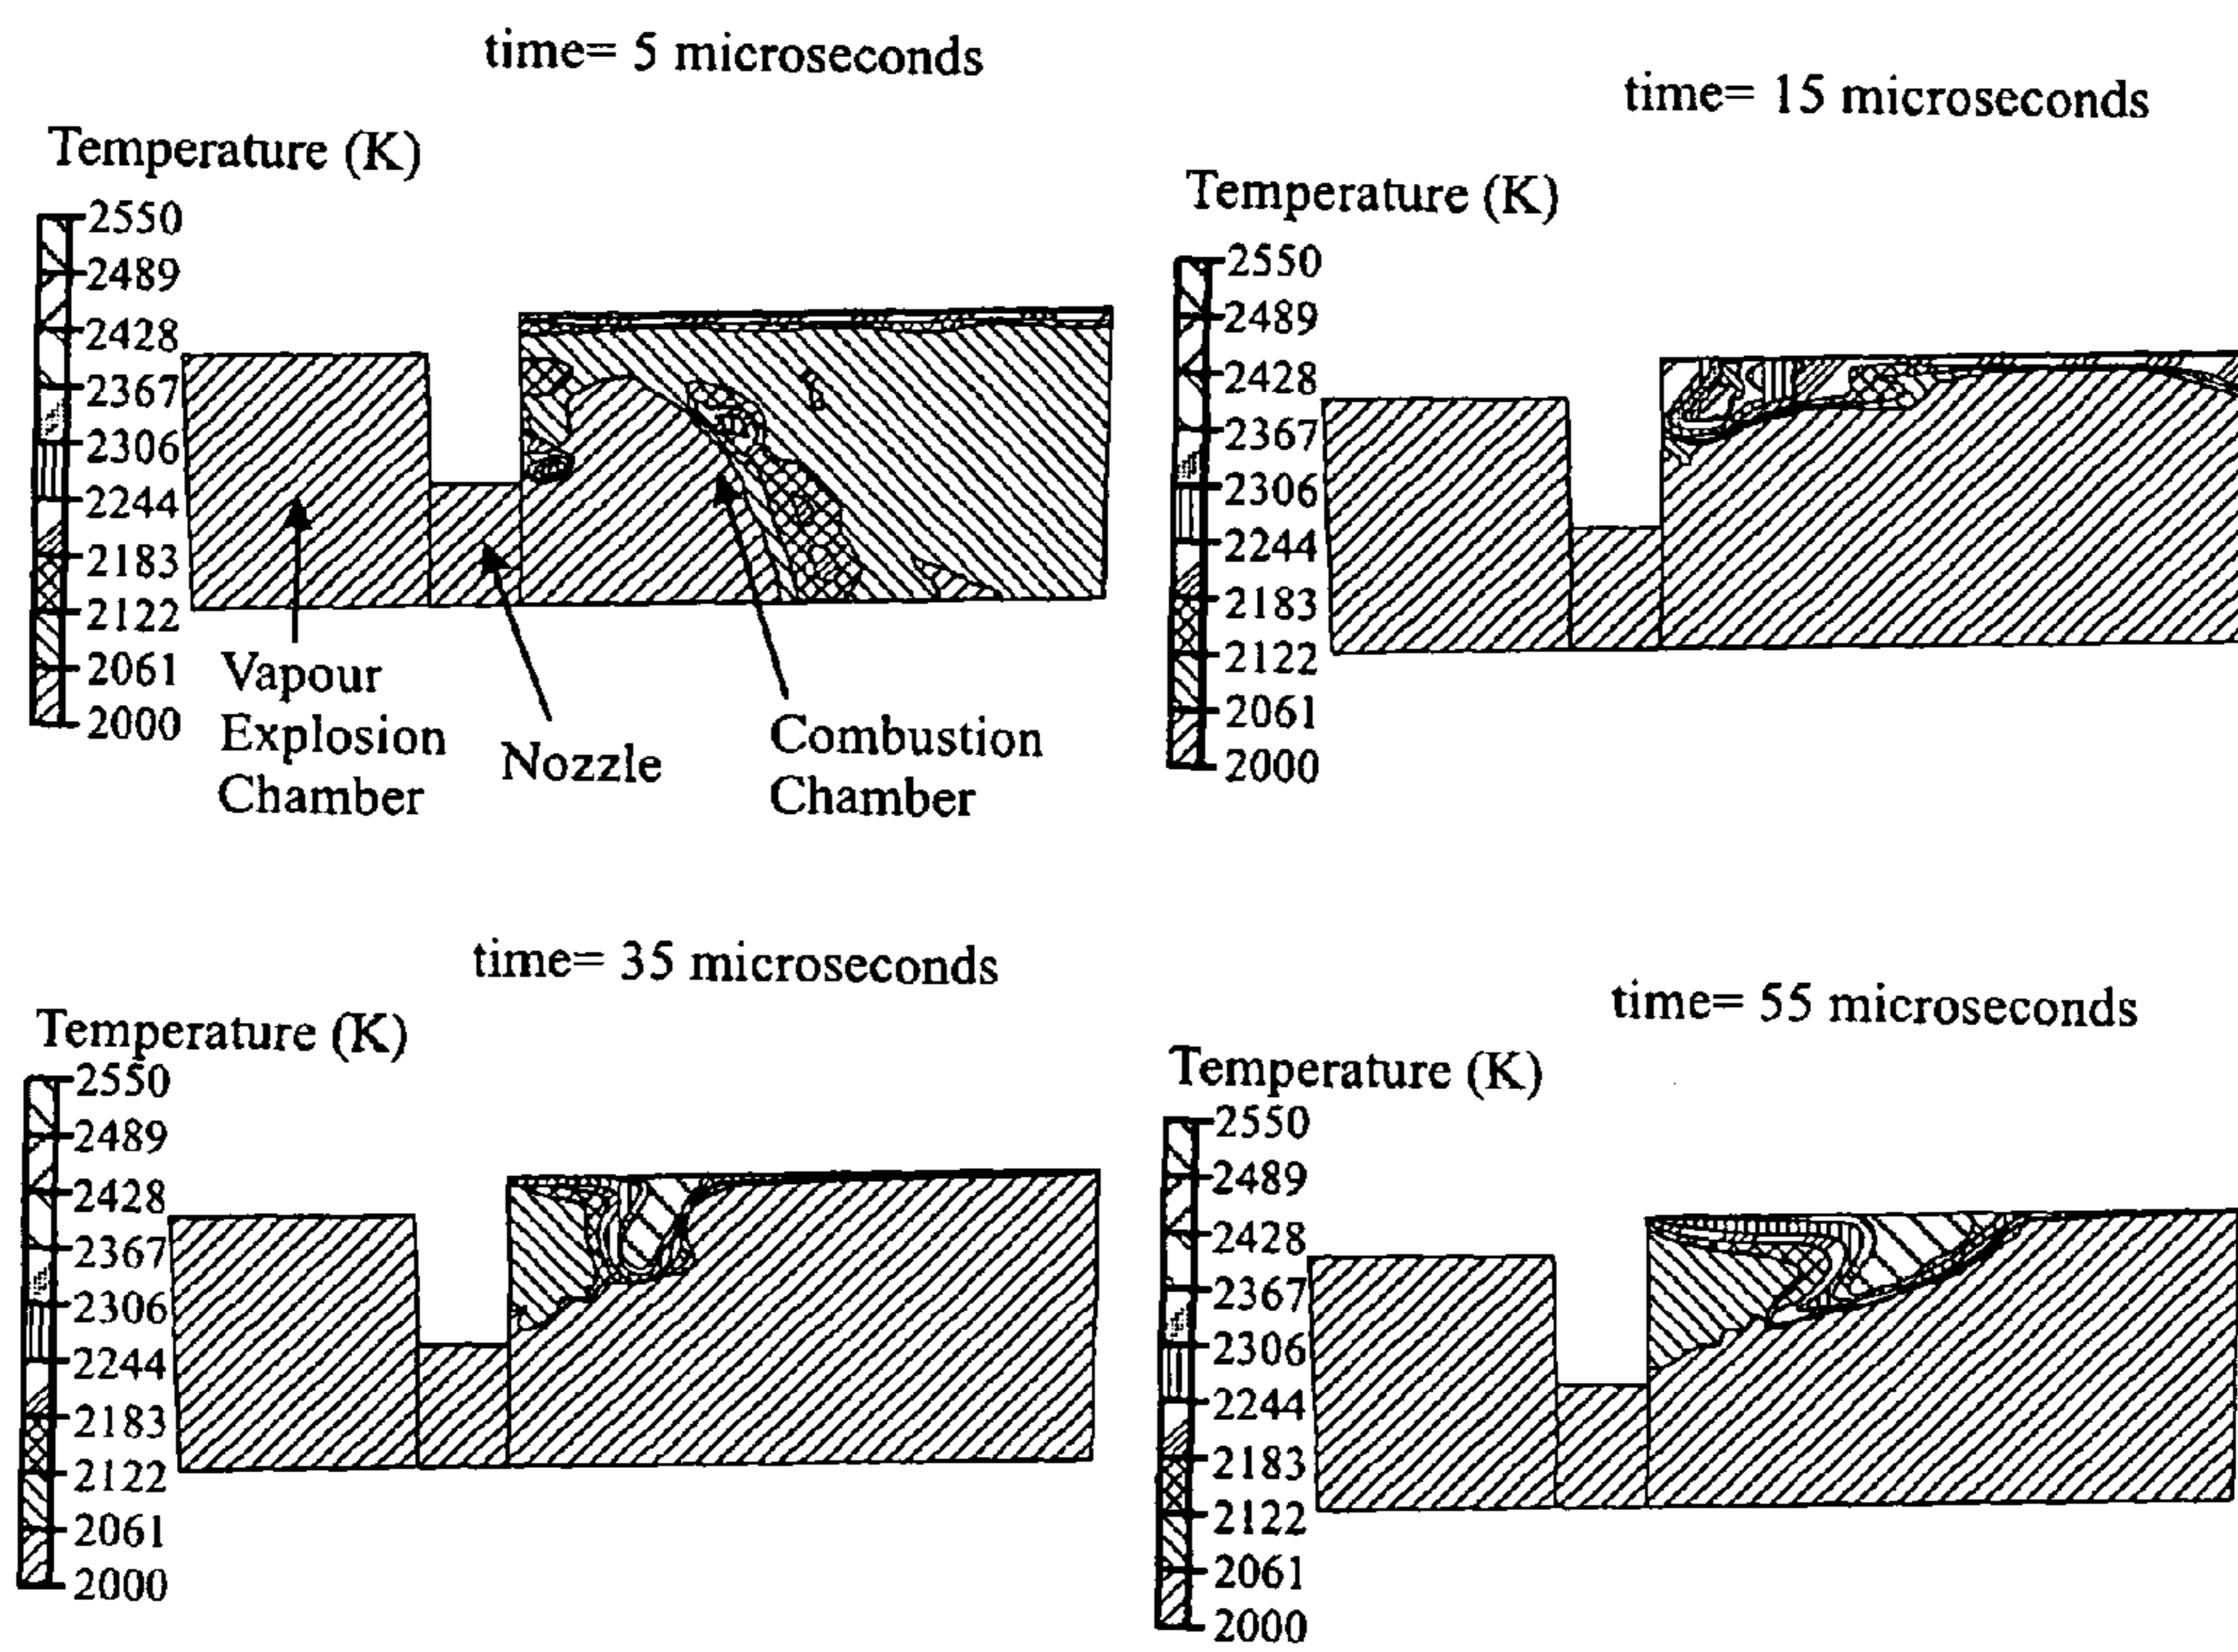 time= 5 microseconds
Temperature (K)
2550
2489
2428
2367
2306
2244
2183
2122
2061
2000
Vapour
Explosion
Chamber
Nozzle
Combustion
Chamber
time= 15 microseconds
Temperature (K)
2550
2489
2428
2367
2306
2244
2183
2122
2061
2000
time= 35 microseconds
Temperature (K)
2550
2489
2428
2367
2306
2244
2183
2122
2061
2000
time= 55 microseconds
Temperature (K)
2550
2489
2428
2367
2306
2244
2183
2122
2061
2000